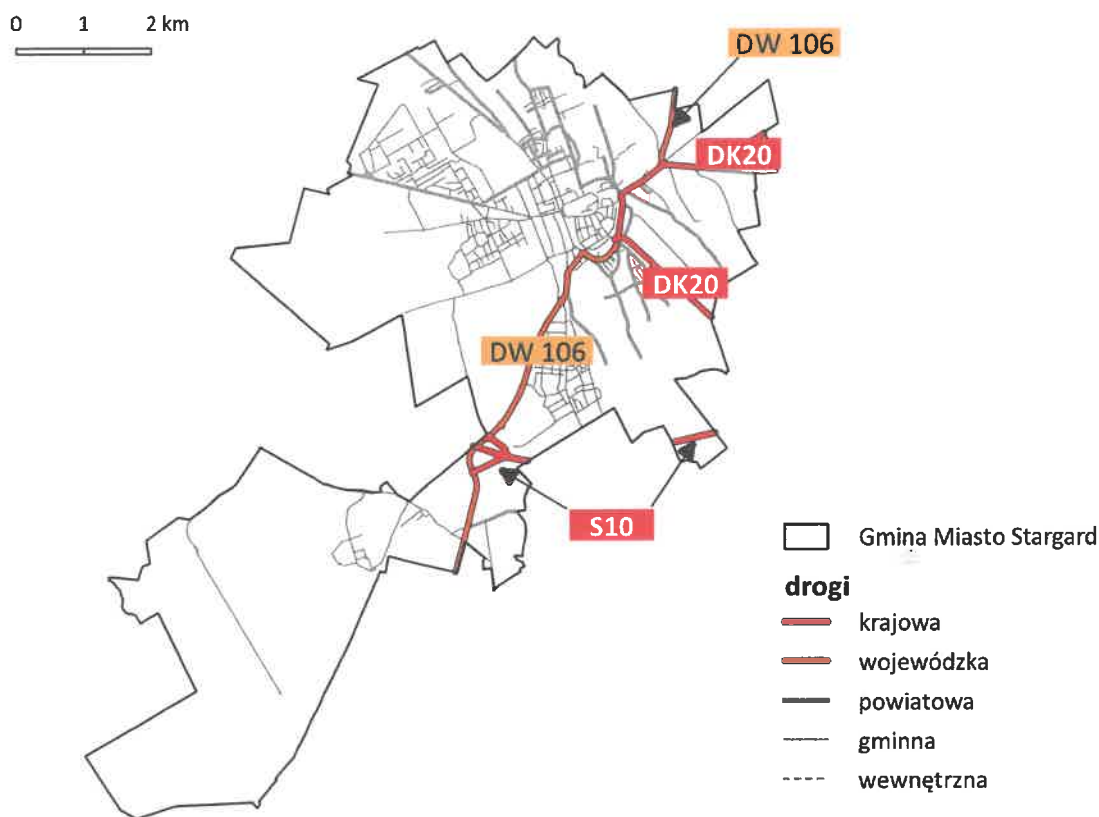 0 1 2 km
DW 106
DK20
DK20
DW 106
S10
Gmina Miasto Stargard
drogi
krajowa
wojewódzka
powiatowa
gminna
wewnętrzna